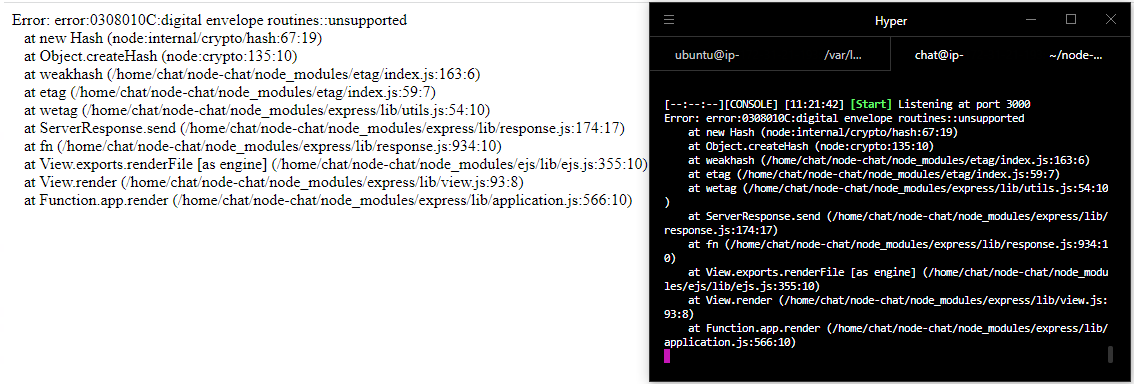 Error: error:0308010C:digital envelope routines::unsupported
at new Hash (node:internal/crypto/hash:67:19)
at Object.createHash (node:crypto:135:10)
at weakhash (/home/chat/node-chat/node_modules/etag/index.js:163:6)
at etag (/home/chat/node-chat/node_modules/etag/index.js:59:7)
at wetag (/home/chat/node-chat/node_modules/express/lib/utils.js:54:10)
at ServerResponse.send (/home/chat/node-chat/node_modules/express/lib/response.js:174:17)
at fn (/home/chat/node-chat/node_modules/express/lib/response.js:934:10)
at View.exports.renderFile [as engine] (/home/chat/node-chat/node_modules/ejs/lib/ejs.js:355:10)
at View.render (/home/chat/node-chat/node_modules/express/lib/view.js:93:8)
at Function.app.render (/home/chat/node-chat/node_modules/express/lib/application.js:566:10)
Hyper
ubuntu@ip- /var/l... chat@ip- ~/node-...
[--:--:--][CONSOLE] [11:21:42] [Start] Listening at port 3000
Error: error:0308010C:digital envelope routines::unsupported
at new Hash (node:internal/crypto/hash:67:19)
at Object.createHash (node:crypto:135:10)
at weakhash (/home/chat/node-chat/node_modules/etag/index.js:163:6)
at etag (/home/chat/node-chat/node_modules/etag/index.js:59:7)
at wetag (/home/chat/node-chat/node_modules/express/lib/utils.js:54:10
)
at ServerResponse.send (/home/chat/node-chat/node_modules/express/lib/
response.js:174:17)
at fn (/home/chat/node-chat/node_modules/express/lib/response.js:934:1
0)
at View.exports.renderFile [as engine] (/home/chat/node-chat/node_modu
les/ejs/lib/ejs.js:355:10)
at View.render (/home/chat/node-chat/node_modules/express/lib/view.js:
93:8)
at Function.app.render (/home/chat/node-chat/node_modules/express/lib/
application.js:566:10)